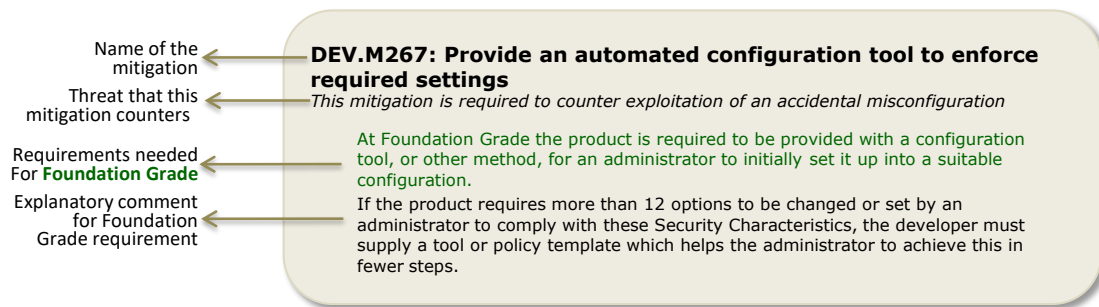 Name of the
mitigation
DEV.M267: Provide an automated configuration tool to enforce
required settings
Threat that this
mitigation counters
This mitigation is required to counter exploitation of an accidental misconfiguration
Requirements needed
For Foundation Grade
At Foundation Grade the product is required to be provided with a configuration
tool, or other method, for an administrator to initially set it up into a suitable
configuration.
Explanatory comment
for Foundation
Grade requirement
If the product requires more than 12 options to be changed or set by an
administrator to comply with these Security Characteristics, the developer must
supply a tool or policy template which helps the administrator to achieve this in
fewer steps.